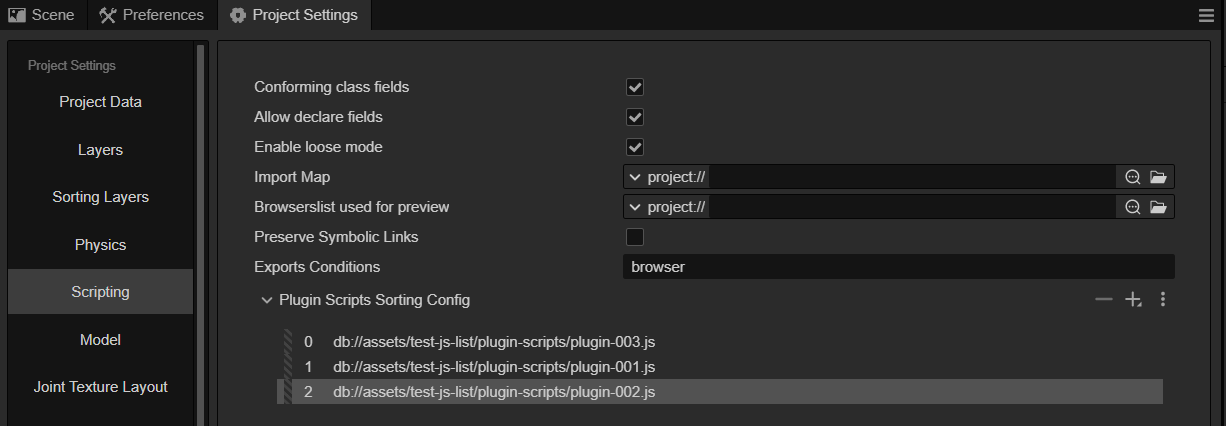 Scene Preferences Project Settings
Project Settings
Project Data
Layers
Sorting Layers
Physics
Scripting
Model
Joint Texture Layout
Conforming class fields
Allow declare fields
Enable loose mode
Import Map project://
Browserslist used for preview project://
Preserve Symbolic Links
Exports Conditions browser
Plugin Scripts Sorting Config
0 db://assets/test-js-list/plugin-scripts/plugin-003.js
1 db://assets/test-js-list/plugin-scripts/plugin-001.js
2 db://assets/test-js-list/plugin-scripts/plugin-002.js